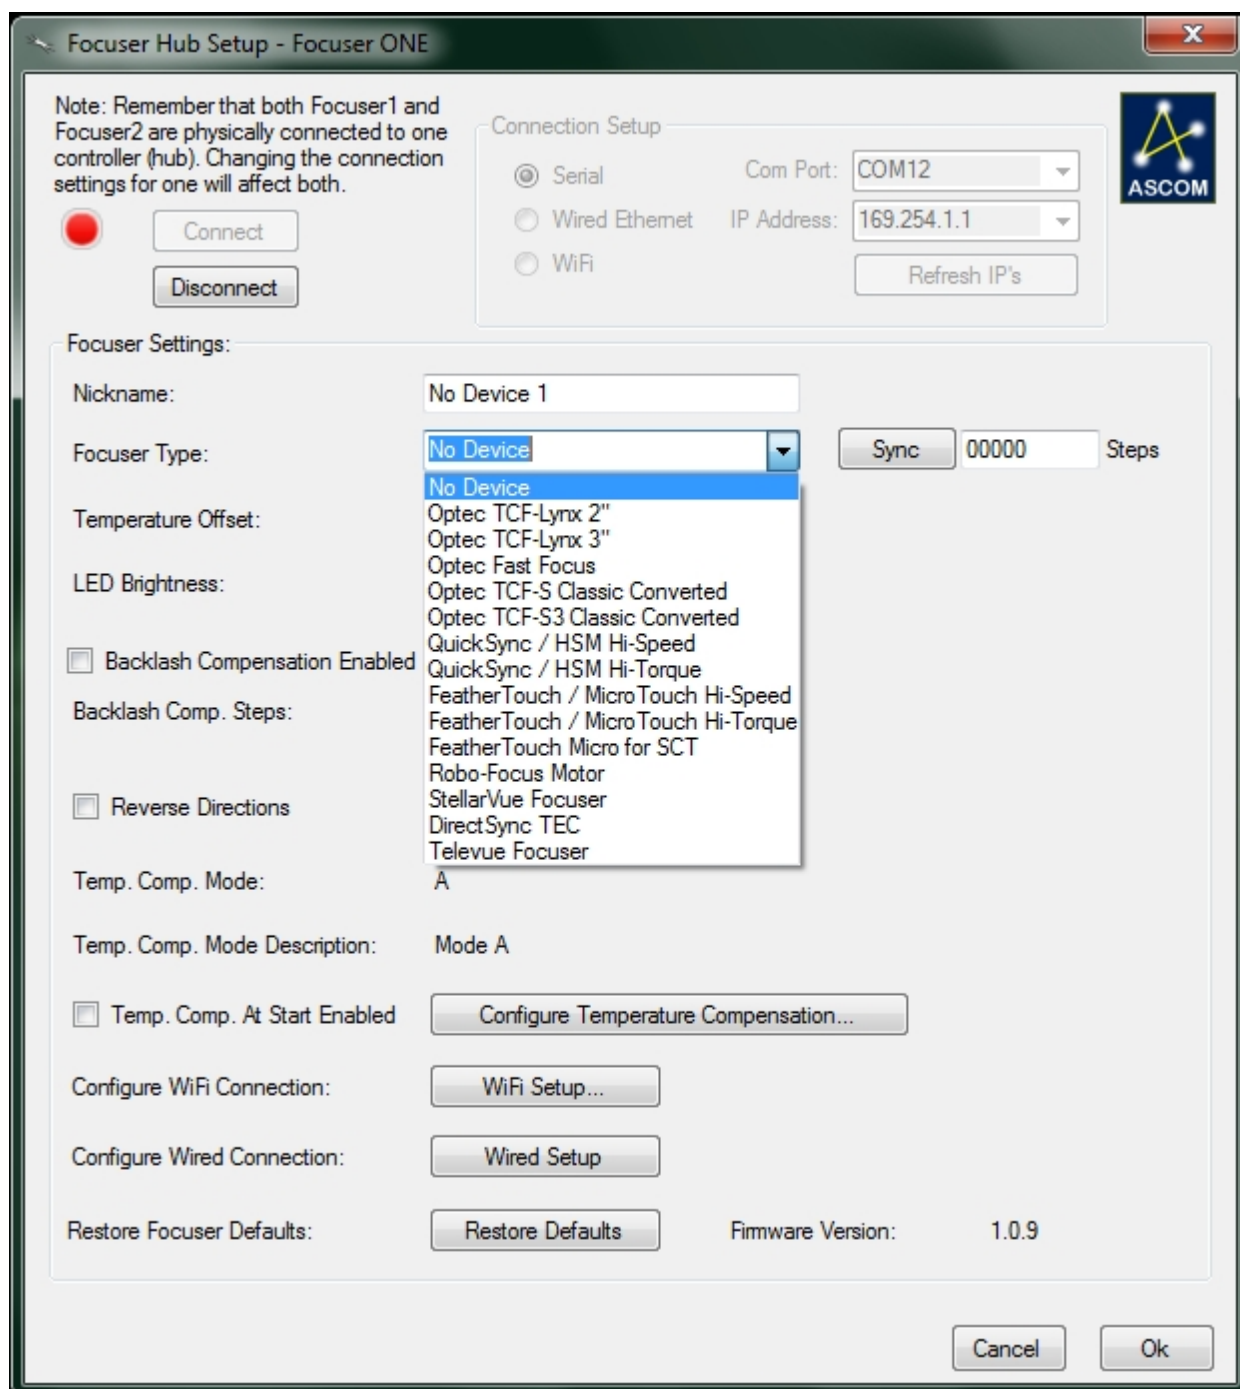 Focuser Hub Setup - Focuser ONE
Note: Remember that both Focuser1 and
Focuser2 are physically connected to one
controller (hub). Changing the connection
settings for one will affect both.
Connect
Disconnect
Connection Setup
Serial
Com Port:
COM12
Wired Ethernet
IP Address:
169.254.1.1
WiFi
Refresh IP's
ASCOM
Focuser Settings:
Nickname:
No Device 1
Focuser Type:
No Device
Sync
00000
Steps
No Device
Optec TCF-Lynx 2"
Optec TCF-Lynx 3"
Optec Fast Focus
Optec TCF-S Classic Converted
Optec TCF-S3 Classic Converted
QuickSync / HSM Hi-Speed
QuickSync / HSM Hi-Torque
FeatherTouch / MicroTouch Hi-Speed
FeatherTouch / MicroTouch Hi-Torque
FeatherTouch Micro for SCT
Robo-Focus Motor
StellarVue Focuser
DirectSync TEC
Televue Focuser
Temperature Offset:
LED Brightness:
Backlash Compensation Enabled
Backlash Comp. Steps:
Reverse Directions
Temp. Comp. Mode:
A
Temp. Comp. Mode Description:
Mode A
Temp. Comp. At Start Enabled
Configure Temperature Compensation...
Configure WiFi Connection:
WiFi Setup...
Configure Wired Connection:
Wired Setup
Restore Focuser Defaults:
Restore Defaults
Firmware Version:
1.0.9
Cancel
Ok